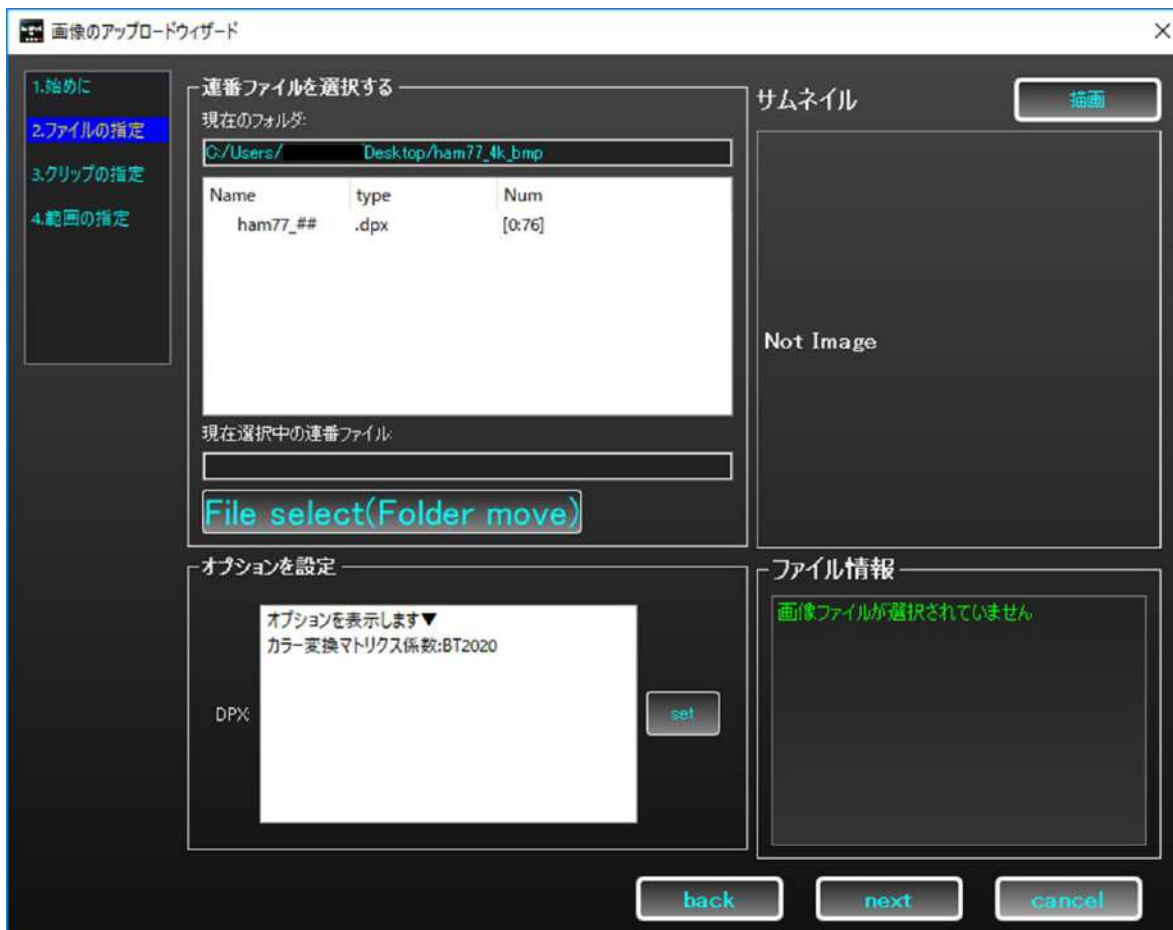 画像のアップロードウィザード
1.始めに
2.ファイルの指定
3.クリップの指定
4.範囲の指定
連番ファイルを選択する
現在のフォルダ:
C:/Users/ Desktop/ham77_4k_bmp
Name type Num
ham77_## .dpx [0:76]
現在選択中の連番ファイル:
File select(Folder move)
オプションを設定
DPX:
オプションを表示します▼
カラー変換マトリクス係数:BT2020
set
サムネイル
描画
Not Image
ファイル情報
画像ファイルが選択されていません
back
next
cancel